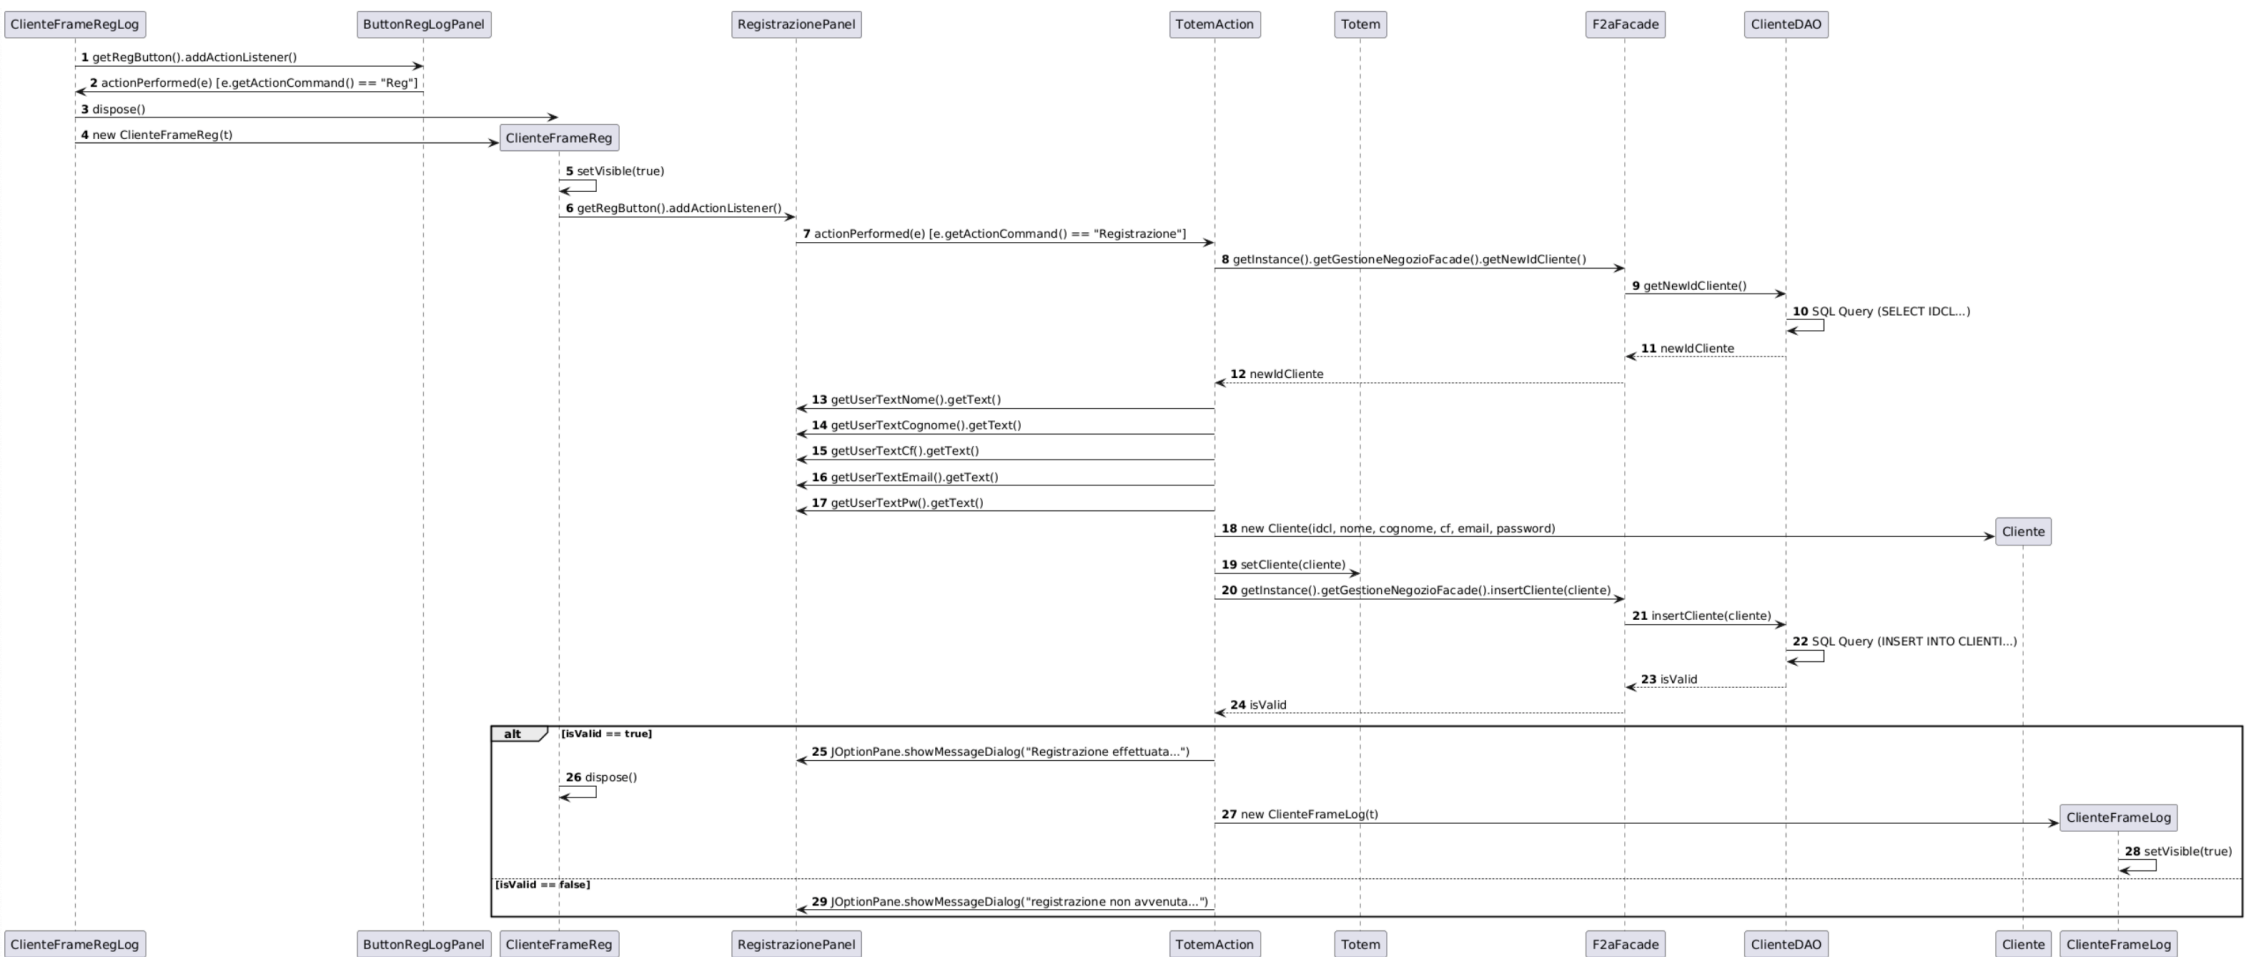 ClienteFrameRegLog
ButtonRegLogPanel
RegistrazionePanel
TotemAction
Totem
F2aFacade
ClienteDAO
1 getRegButton().addActionListener()
2 actionPerformed(e) [e.getActionCommand() == "Reg"]
3 dispose()
4 new ClienteFrameReg(t)
ClienteFrameReg
5 setVisible(true)
6 getRegButton().addActionListener()
7 actionPerformed(e) [e.getActionCommand() == "Registrazione"]
8 getInstance().getGestioneNegozioFacade().getNewIdCliente()
9 getNewIdCliente()
10 SQL Query (SELECT IDCL...)
11 newIdCliente
12 newIdCliente
13 getUserTextNome().getText()
14 getUserTextCognome().getText()
15 getUserTextCf().getText()
16 getUserTextEmail().getText()
17 getUserTextPw().getText()
18 new Cliente(idcl, nome, cognome, cf, email, password)
Cliente
19 setCliente(cliente)
20 getInstance().getGestioneNegozioFacade().insertCliente(cliente)
21 insertCliente(cliente)
22 SQL Query (INSERT INTO CLIENTI...)
23 isValid
24 isValid
alt [isValid == true]
25 JOptionPane.showMessageDialog("Registrazione effettuata...")
26 dispose()
27 new ClienteFrameLog(t)
ClienteFrameLog
28 setVisible(true)
[isValid == false]
29 JOptionPane.showMessageDialog("registrazione non avvenuta...")
ClienteFrameRegLog
ButtonRegLogPanel
ClienteFrameReg
RegistrazionePanel
TotemAction
Totem
F2aFacade
ClienteDAO
Cliente
ClienteFrameLog